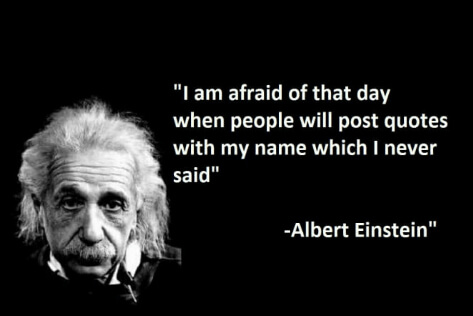 "I am afraid of that day
when people will post quotes
with my name which I never
said"
-Albert Einstein"